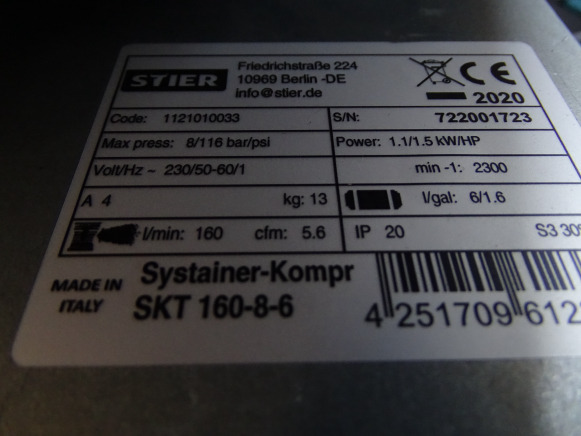 STIER
Friedrichstraße 224
10969 Berlin -DE
info@stier.de
CE
2020
Code: 1121010033
S/N: 722001723
Max press: 8/116 bar/psi
Power: 1.1/1.5 kW/HP
Volt/Hz ~ 230/50-60/1
min -1: 2300
A 4
kg: 13
l/gal: 6/1.6
l/min: 160 cfm: 5.6
IP 20
S3 30
MADE IN
ITALY
Systainer-Kompr
SKT 160-8-6
4 251709 612